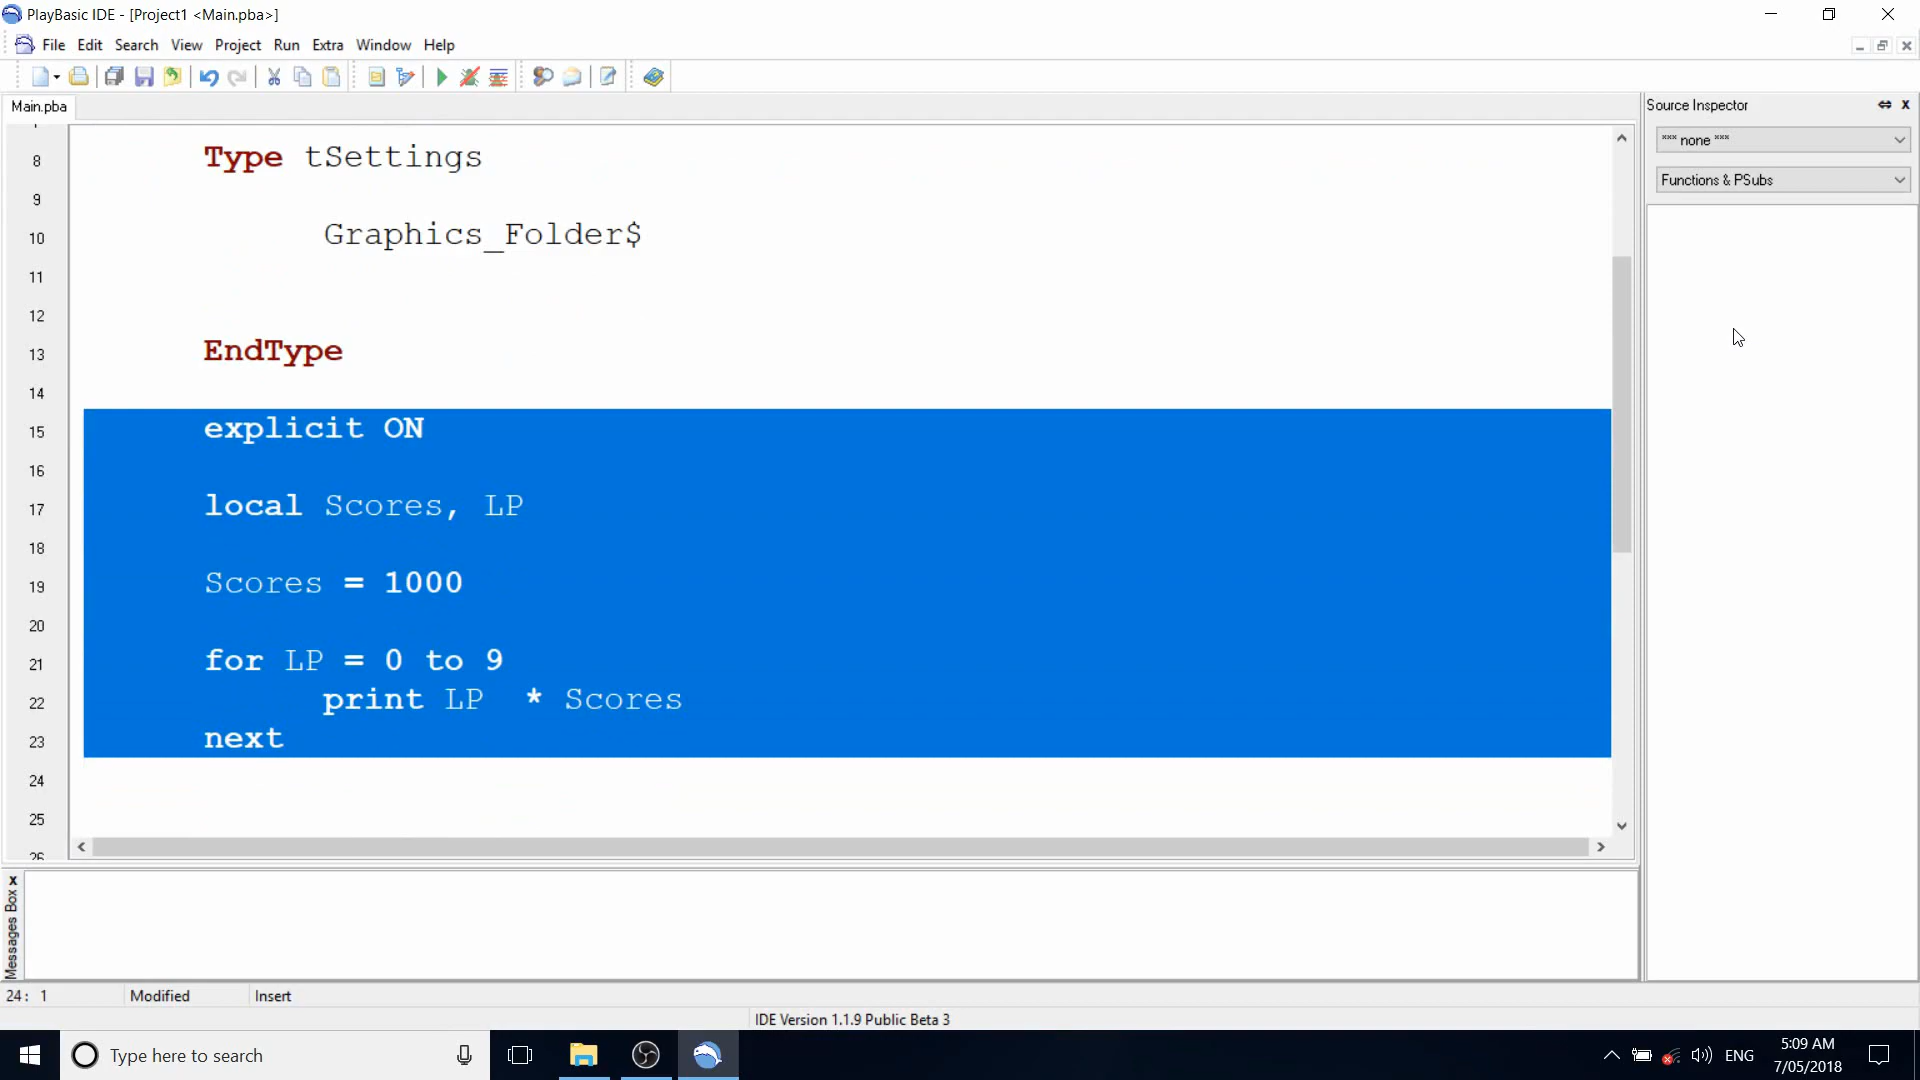 PlayBasic IDE - [Project1 <Main.pba>]
File Edit Search View Project Run Extra Window Help
Main.pba
Source Inspector
*** none ***
Functions & PSubs
8 Type tSettings
9
10 Graphics_Folder$
11
12
13 EndType
14
15 explicit ON
16
17 local Scores, LP
18
19 Scores = 1000
20
21 for LP = 0 to 9
22 print LP * Scores
23 next
24
25
26
Messages Box
24: 1 Modified Insert
IDE Version 1.1.9 Public Beta 3
Type here to search
ENG
5:09 AM
7/05/2018